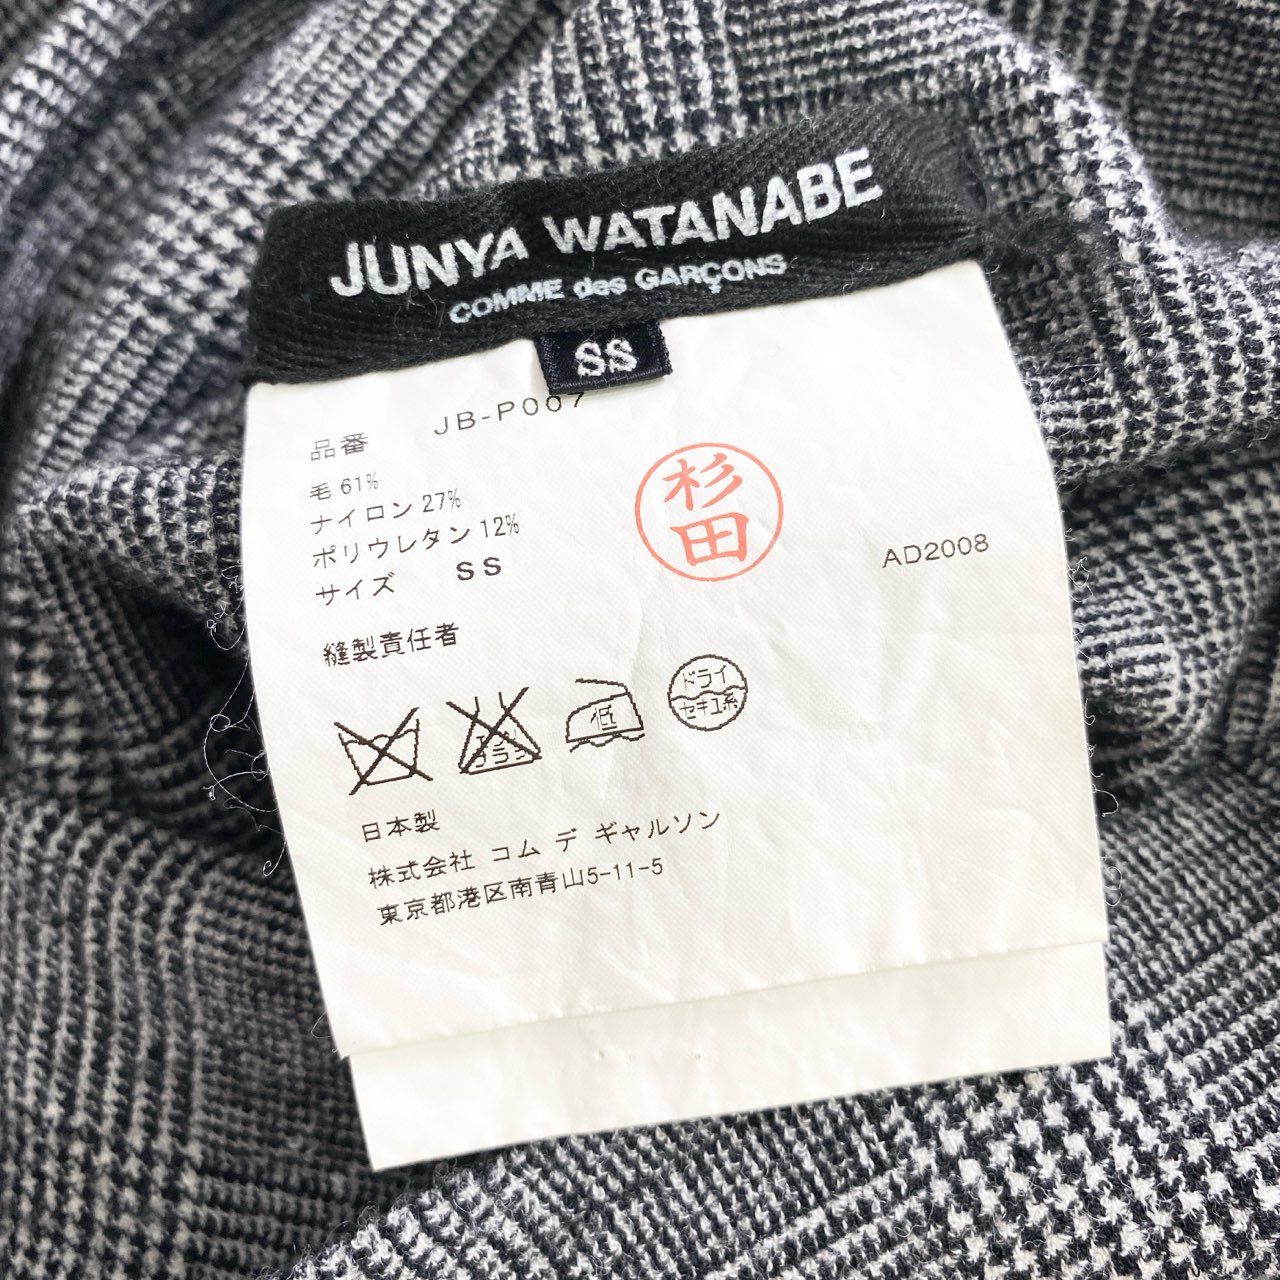 JUNYA WATANABE
COMME des GARÇONS
SS
品番 JB-P007
毛 61%
ナイロン 27%
ポリウレタン 12%
サイズ SS
杉田
AD2008
縫製責任者
低
ドライ
セキユ系
日本製
株式会社 コム デ ギャルソン
東京都港区南青山5-11-5